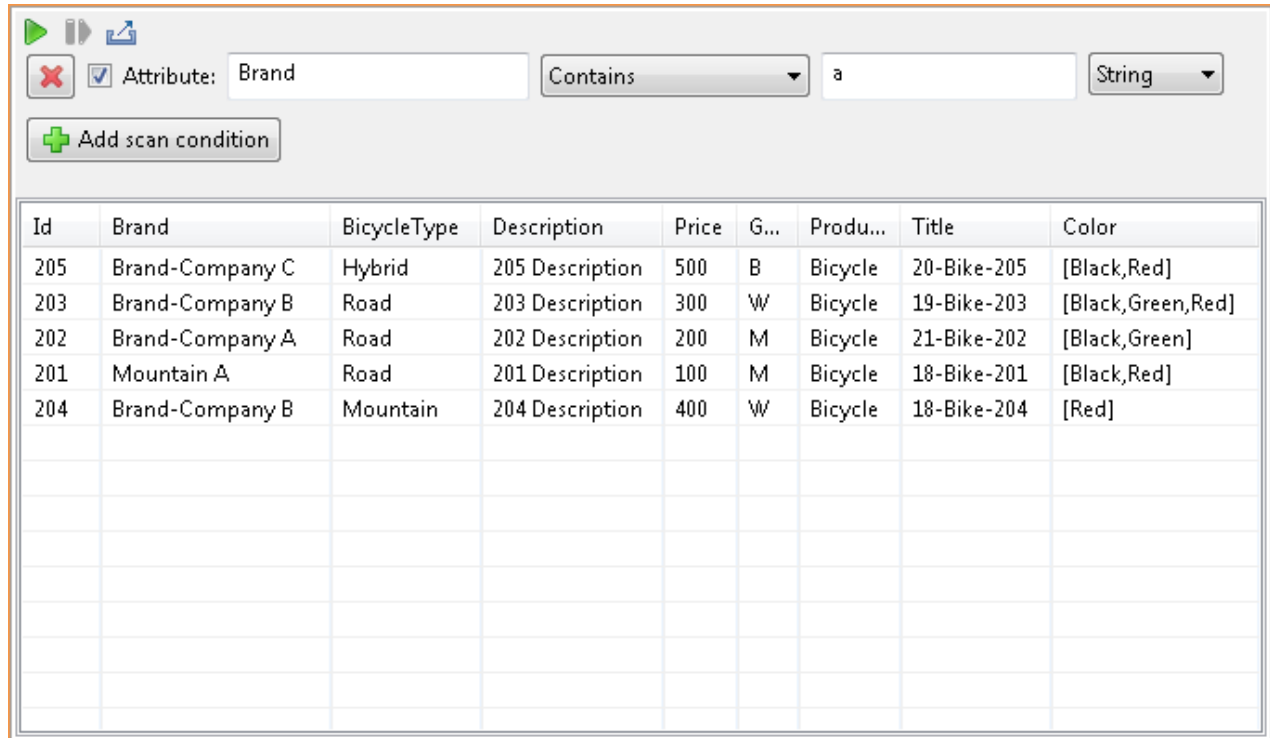 Attribute: Brand Contains a String
Add scan condition
Id Brand BicycleType Description Price G... Produ... Title Color
205 Brand-Company C Hybrid 205 Description 500 B Bicycle 20-Bike-205 [Black,Red]
203 Brand-Company B Road 203 Description 300 W Bicycle 19-Bike-203 [Black,Green,Red]
202 Brand-Company A Road 202 Description 200 M Bicycle 21-Bike-202 [Black,Green]
201 Mountain A Road 201 Description 100 M Bicycle 18-Bike-201 [Black,Red]
204 Brand-Company B Mountain 204 Description 400 W Bicycle 18-Bike-204 [Red]